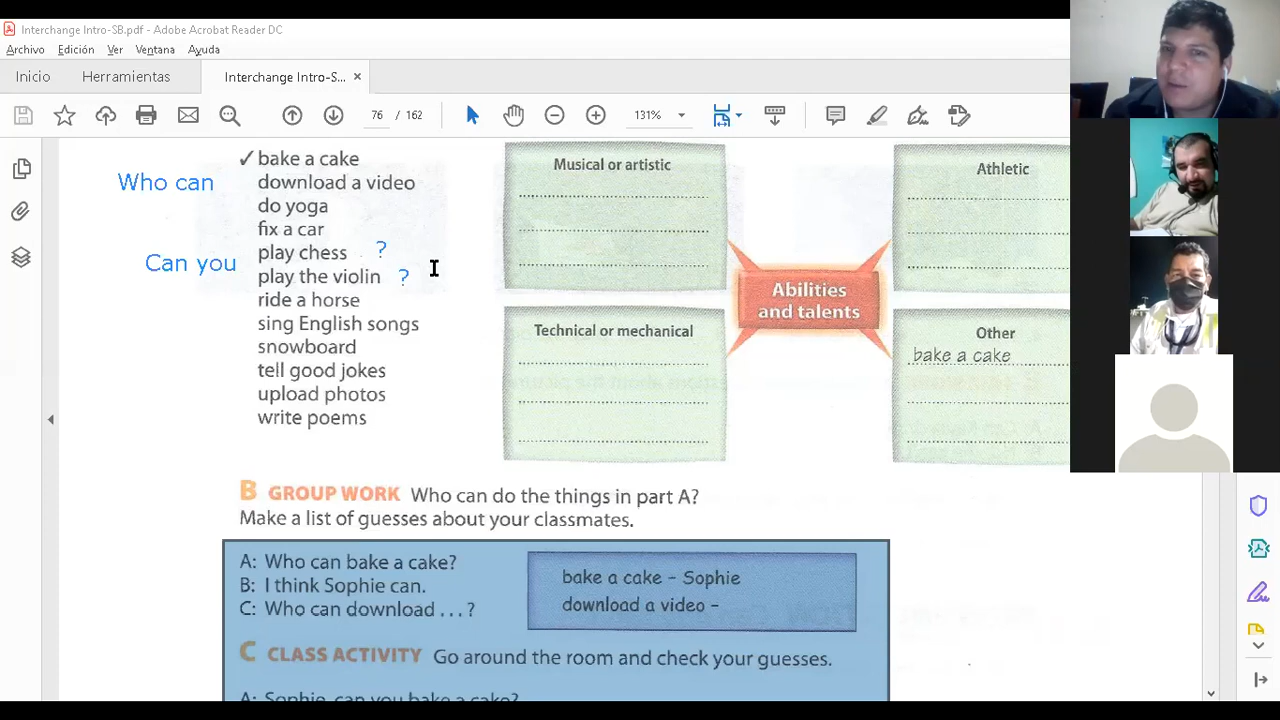 Interchange Intro-SB.pdf - Adobe Acrobat Reader DC
Archivo Edición Ver Ventana Ayuda
Inicio Herramientas Interchange Intro-S... ×
76 / 162 131%
Who can
Can you
✓ bake a cake
download a video
do yoga
fix a car
play chess ?
play the violin ?
ride a horse
sing English songs
snowboard
tell good jokes
upload photos
write poems
Musical or artistic
Athletic
Abilities
and talents
Technical or mechanical
Other
bake a cake
B GROUP WORK Who can do the things in part A?
Make a list of guesses about your classmates.
A: Who can bake a cake?
B: I think Sophie can.
C: Who can download . . . ?
bake a cake – Sophie
download a video –
C CLASS ACTIVITY Go around the room and check your guesses.
A: Sophie, can you bake a cake?